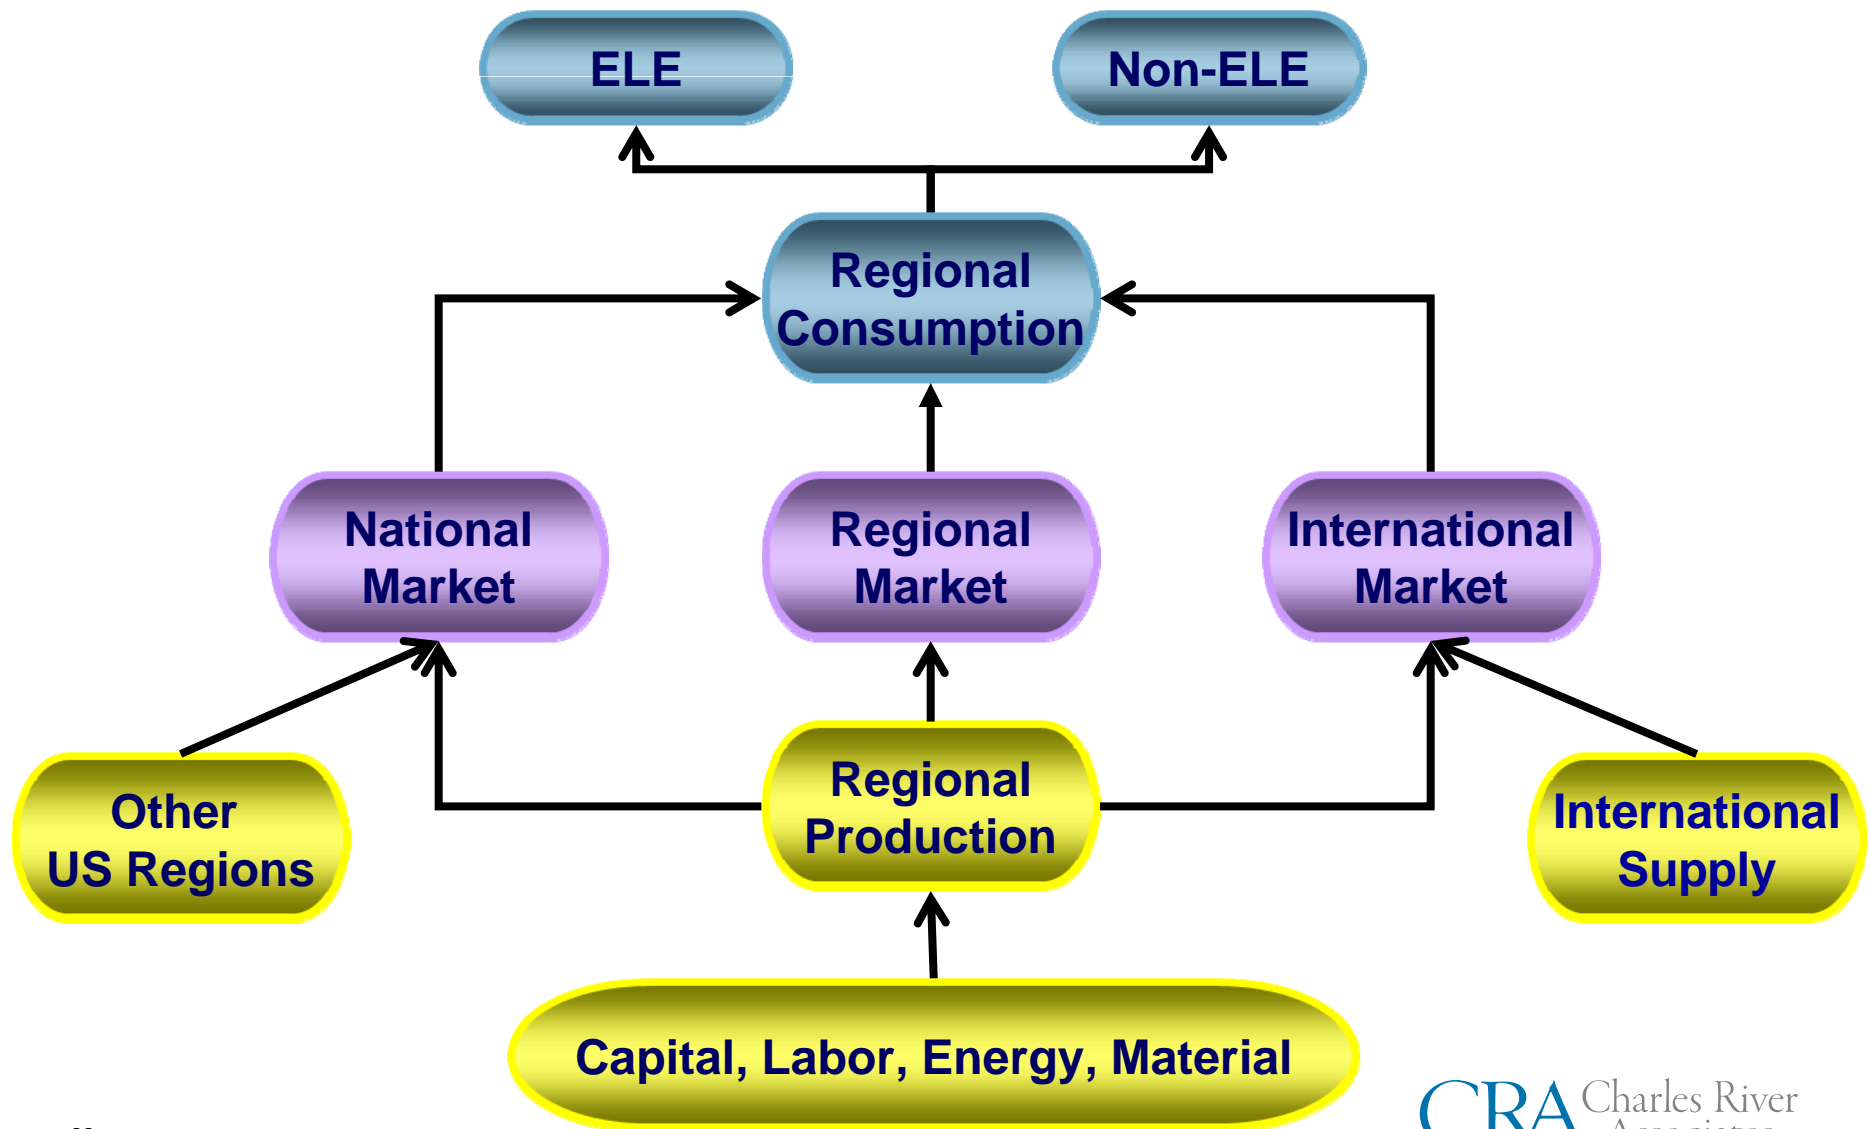 ELE
Non-ELE
Regional
Consumption
National
Market
Regional
Market
International
Market
Other
US Regions
Regional
Production
International
Supply
Capital, Labor, Energy, Material
CRA
Charles River